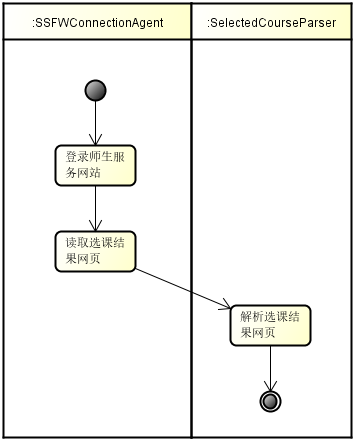 :SSFWConnectionAgent
:SelectedCourseParser
登录师生服
务网站
读取选课结
果网页
解析选课结
果网页